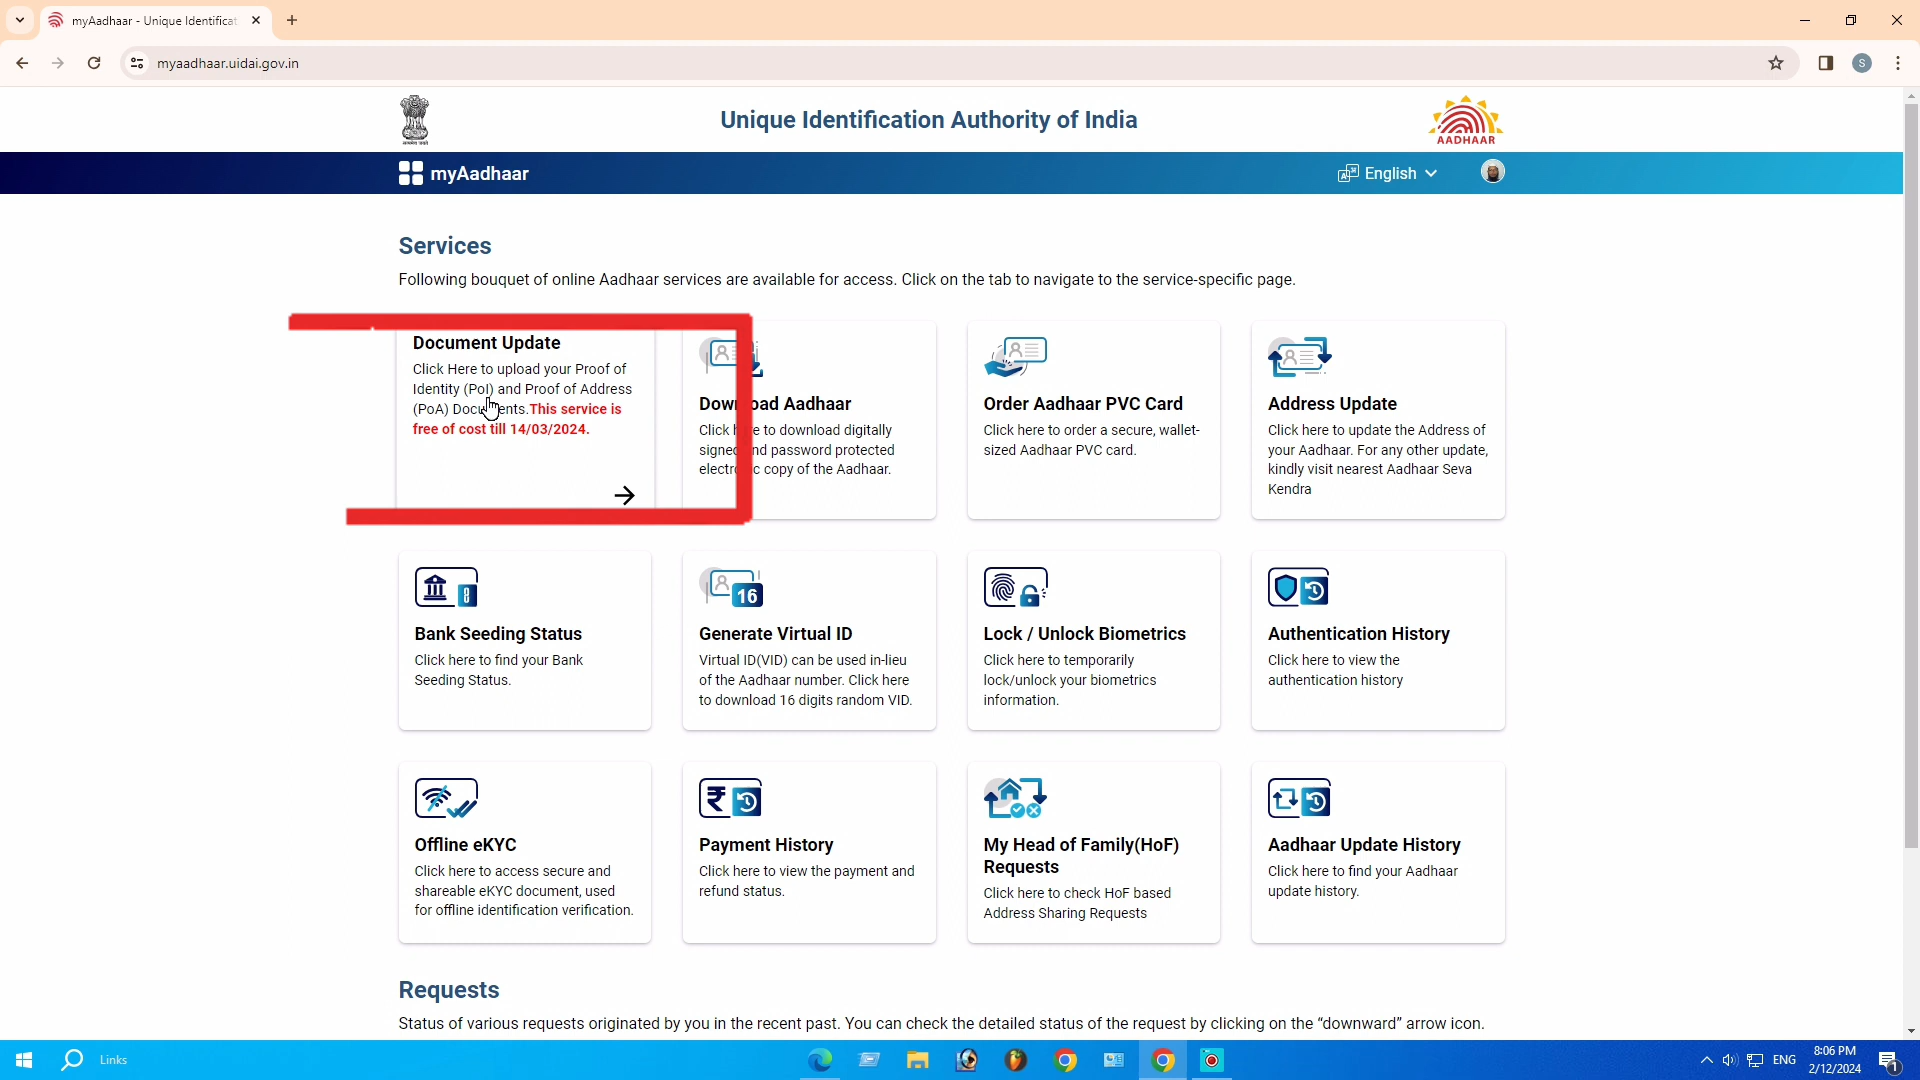 myAadhaar - Unique Identificat
myaadhaar.uidai.gov.in
S
Unique Identification Authority of India
AADHAAR
myAadhaar
English
Services
Following bouquet of online Aadhaar services are available for access. Click on the tab to navigate to the service-specific page.
Document Update
Click Here to upload your Proof of
Identity (PoI) and Proof of Address
(PoA) Documents.This service is
free of cost till 14/03/2024.
Download Aadhaar
Click here to download digitally
signed and password protected
electronic copy of the Aadhaar.
Order Aadhaar PVC Card
Click here to order a secure, wallet-
sized Aadhaar PVC card.
Address Update
Click here to update the Address of
your Aadhaar. For any other update,
kindly visit nearest Aadhaar Seva
Kendra
Bank Seeding Status
Click here to find your Bank
Seeding Status.
16
Generate Virtual ID
Virtual ID(VID) can be used in-lieu
of the Aadhaar number. Click here
to download 16 digits random VID.
Lock / Unlock Biometrics
Click here to temporarily
lock/unlock your biometrics
information.
Authentication History
Click here to view the
authentication history
Offline eKYC
Click here to access secure and
shareable eKYC document, used
for offline identification verification.
₹
Payment History
Click here to view the payment and
refund status.
My Head of Family(HoF)
Requests
Click here to check HoF based
Address Sharing Requests
Aadhaar Update History
Click here to find your Aadhaar
update history.
Requests
Status of various requests originated by you in the recent past. You can check the detailed status of the request by clicking on the “downward” arrow icon.
Links
ENG
8:06 PM
2/12/2024
1